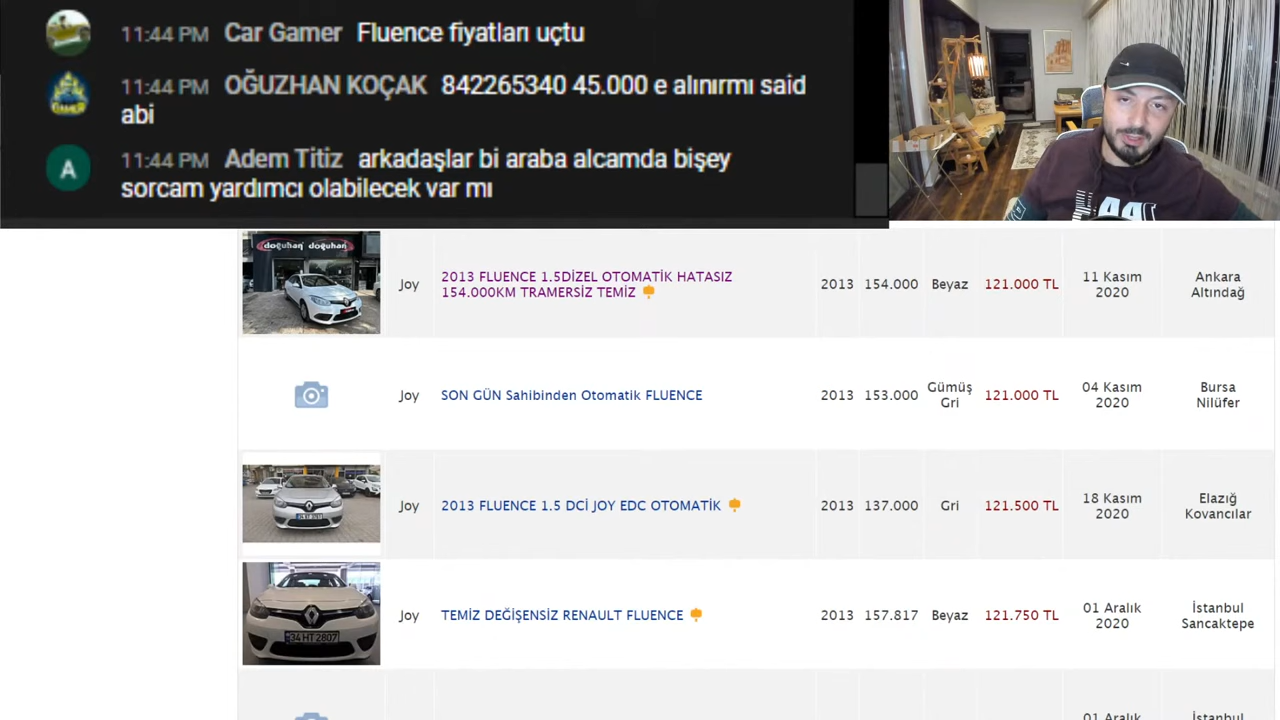 11:44 PM Car Gamer Fluence fiyatları uçtu
11:44 PM OĞUZHAN KOÇAK 842265340 45.000 e alınırmı said
abi
A
11:44 PM Adem Titiz arkadaşlar bi araba alcamda bişey
sorcam yardımcı olabilecek var mı
doğuhan doğuhan
Joy
2013 FLUENCE 1.5DİZEL OTOMATİK HATASIZ
154.000KM TRAMERSİZ TEMİZ
2013 154.000 Beyaz 121.000 TL
11 Kasım
2020
Ankara
Altındağ
Joy SON GÜN Sahibinden Otomatik FLUENCE 2013 153.000
Gümüş
Gri
121.000 TL
04 Kasım
2020
Bursa
Nilüfer
Joy 2013 FLUENCE 1.5 DCİ JOY EDC OTOMATİK 2013 137.000 Gri 121.500 TL
18 Kasım
2020
Elazığ
Kovancılar
34 HT 2807
Joy TEMİZ DEĞİŞENSİZ RENAULT FLUENCE 2013 157.817 Beyaz 121.750 TL
01 Aralık
2020
İstanbul
Sancaktepe
01 Aralık
İstanbul